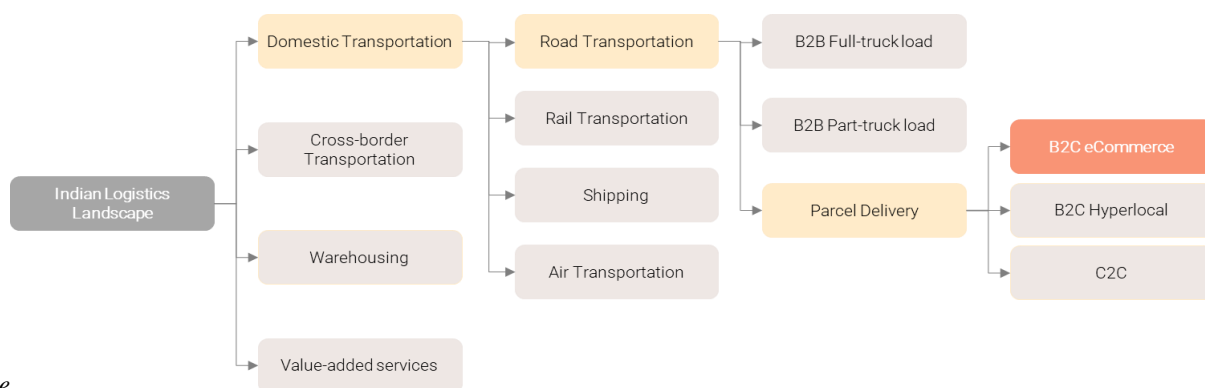 Domestic Transportation
Road Transportation
B2B Full-truck load
Rail Transportation
B2B Part-truck load
Cross-border
Transportation
B2C eCommerce
Indian Logistics
Landscape
Shipping
Parcel Delivery
B2C Hyperlocal
Warehousing
Air Transportation
C2C
Value-added services
e